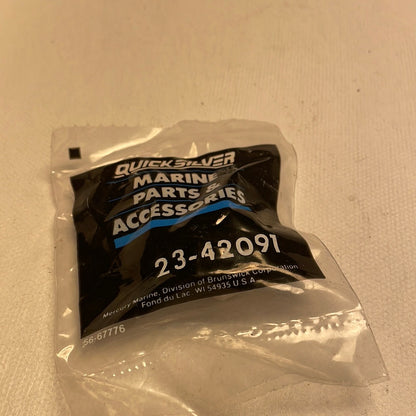 QUICKSILVER
MARINE
PARTS &
ACCESSORIES
23-42091
Mercury Marine, Division of Brunswick Corporation
Fond du Lac, WI 54935 U S A
56-67776